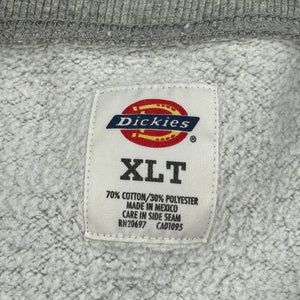 Dickies
XLT
70% COTTON/30% POLYESTER
MADE IN MEXICO
CARE IN SIDE SEAM
RN20697 CA01095